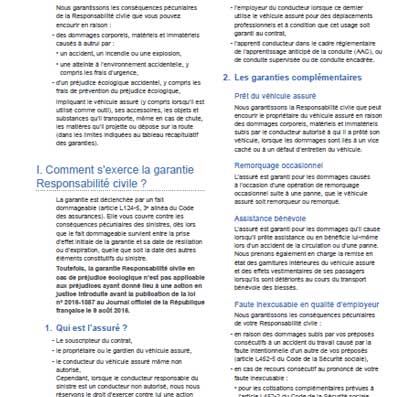 Nous garantissons les conséquences pécuniaires
de la Responsabilité civile que vous pouvez
encourir en raison :
- des dommages corporels, matériels et immatériels
causés à autrui par :
• un accident, un incendie ou une explosion,
• une atteinte à l'environnement accidentelle, y
compris les frais d'urgence,
- d'un préjudice écologique accidentel, y compris les
frais de prévention du préjudice écologique,
impliquant le véhicule assuré (y compris lorsqu'il est
utilisé comme outil), ses accessoires, les objets et
substances qu'il transporte, même en cas de chute,
les matières qu'il projette ou dépose sur la route
(dans les limites indiquées au tableau récapitulatif
des garanties).
I. Comment s'exerce la garantie
Responsabilité civile ?
La garantie est déclenchée par un fait
dommageable (article L124-5, 3e alinéa du Code
des assurances). Elle vous couvre contre les
conséquences pécuniaires des sinistres, dès lors
que le fait dommageable survient entre la prise
d'effet initiale de la garantie et sa date de résiliation
ou d'expiration, quelle que soit la date des autres
éléments constitutifs du sinistre.
Toutefois, la garantie Responsabilité civile en
cas de préjudice écologique n'est pas applicable
aux préjudices ayant donné lieu à une action en
justice introduite avant la publication de la loi
n° 2016-1087 au Journal officiel de la République
française le 9 août 2016.
1. Qui est l'assuré ?
- Le souscripteur du contrat,
- le propriétaire ou le gardien du véhicule assuré,
- le conducteur du véhicule assuré même non
autorisé,
Cependant, lorsque le conducteur responsable du
sinistre est un conducteur non autorisé, nous nous
réservons le droit d'exercer contre lui une action
- l'employeur du conducteur lorsque ce dernier
utilise le véhicule assuré pour des déplacements
professionnels et à condition que cet usage soit
garanti au contrat,
- l'apprenti conducteur dans le cadre réglementaire
de l'apprentissage anticipé de la conduite (AAC), ou
de conduite supervisée ou de conduite encadrée.
2. Les garanties complémentaires
Prêt du véhicule assuré
Nous garantissons la Responsabilité civile que peut
encourir le propriétaire du véhicule assuré en raison
des dommages corporels, matériels et immatériels
subis par le conducteur autorisé à qui il a prêté son
véhicule, lorsque les dommages sont liés à un vice
caché ou à un défaut d'entretien du véhicule.
Remorquage occasionnel
L'assuré est garanti pour les dommages causés
à l'occasion d'une opération de remorquage
occasionnel suite à une panne, que le véhicule
assuré soit remorqueur ou remorqué.
Assistance bénévole
L'assuré est garanti pour les dommages qu'il cause
lorsqu'il prête assistance ou en bénéficie lui-même
lors d'un accident de la circulation ou d'une panne.
Nous prenons également en charge la remise en
état des garnitures intérieures du véhicule assuré
et des effets vestimentaires de ses passagers
lorsqu'ils sont détériorés au cours du transport
bénévole des blessés.
Faute inexcusable en qualité d'employeur
Nous garantissons les conséquences pécuniaires
de votre Responsabilité civile :
- en raison des dommages subis par vos préposés
consécutifs à un accident du travail causé par la
faute intentionnelle d'un autre de vos préposés
(article L452-5 du Code de la Sécurité sociale),
- en cas de recours consécutif au prononcé de votre
faute inexcusable :
• pour les cotisations complémentaires prévues à
l'article L452-2 du Code de la Sécurité sociale